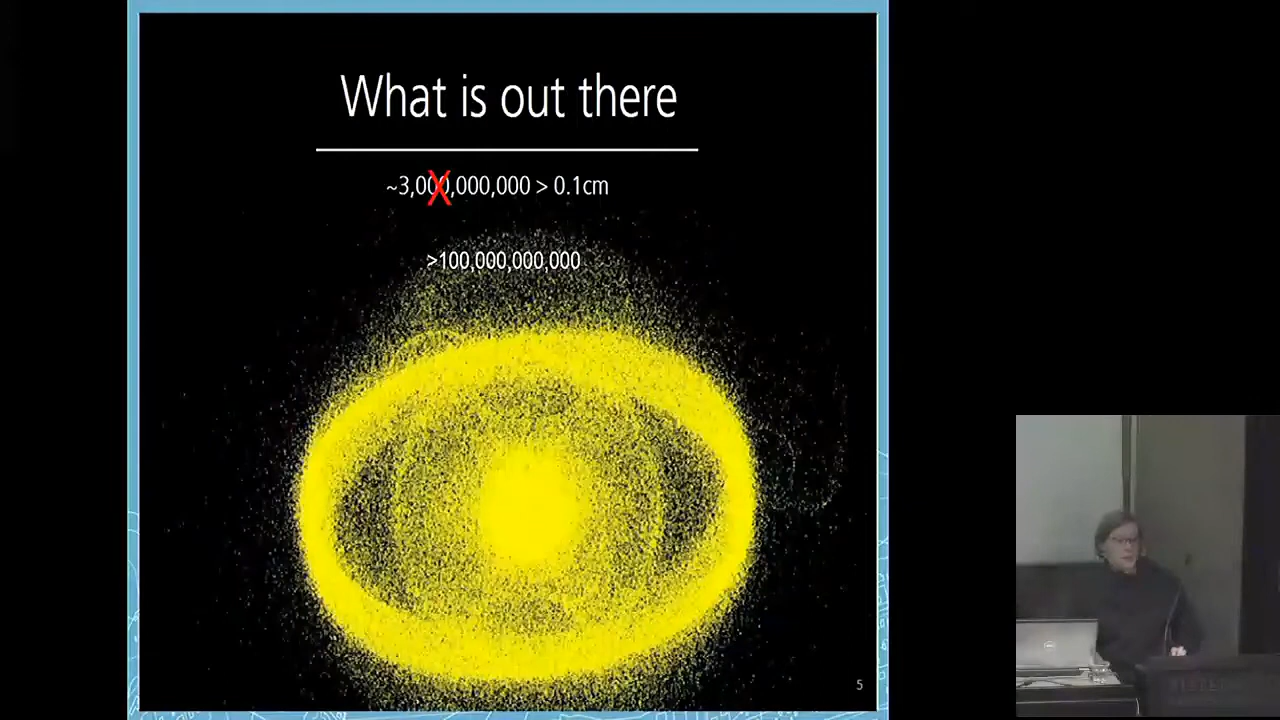 What is out there
~3,000,000,000 > 0.1cm
X
>100,000,000,000
5